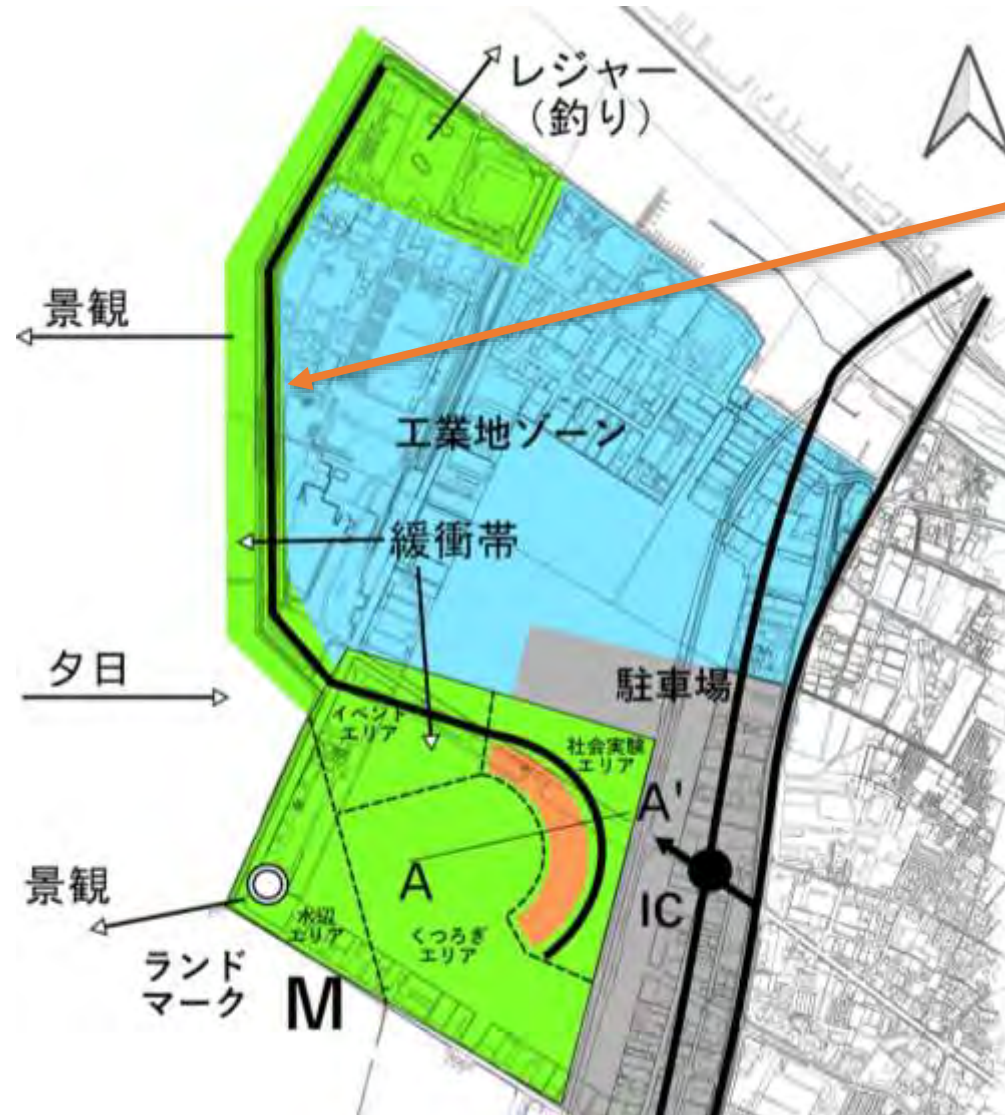 レジャー
(釣り)
景観
工業地ゾーン
緩衝帯
夕日
駐車場
イベント
エリア
社会実験
エリア
A'
A
IC
景観
水辺
エリア
くつろぎ
エリア
ランド
マーク
M